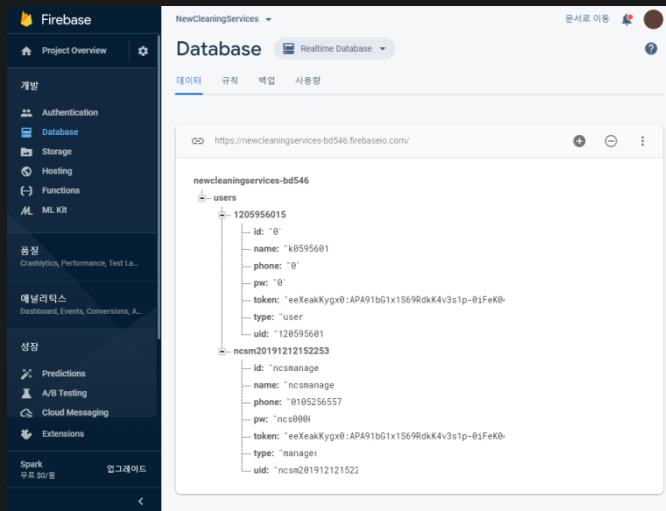 Firebase
Project Overview
개발
Authentication
Database
Storage
Hosting
Functions
ML Kit
품질
Crashlytics, Performance, Test La...
애널리틱스
Dashboard, Events, Conversions, A...
성장
Predictions
A/B Testing
Cloud Messaging
Extensions
Spark
무료 $0/월
업그레이드
NewCleaningServices
문서로 이동
Database
Realtime Database
데이터 규칙 백업 사용량
https://newcleaningservices-bd546.firebaseio.com/
newcleaningservices-bd546
users
1205956015
id: "0"
name: "k0595601
phone: "0"
pw: "0"
token: "eeXeakKygx0:APA91bG1x1S69RdkK4v3s1p-0iFeK0
type: "user
uid: "120595601
ncsm20191212152253
id: "ncsmanage
name: "ncsmanage
phone: "0105256557
pw: "ncs000
token: "eeXeakKygx0:APA91bG1x1S69RdkK4v3s1p-0iFeK0
type: "manager
uid: "ncsm201912121522